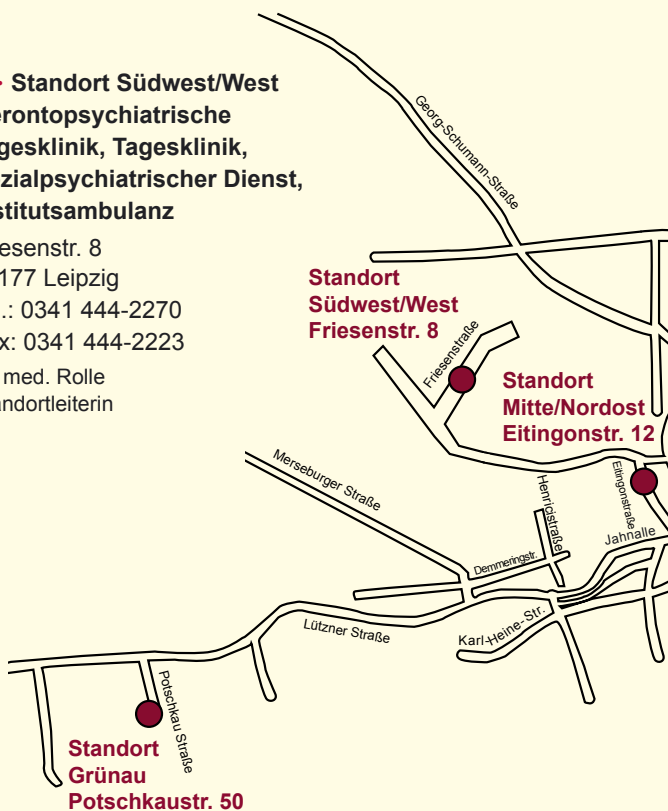 Standort Südwest/West
erontopsychiatrische
gesklinik, Tagesklinik,
zialpsychiatrischer Dienst,
stitutsambulanz
esenstr. 8
177 Leipzig
.: 0341 444-2270
x: 0341 444-2223
med. Rolle
andortleiterin
Georg-Schumann-Straße
Standort
Südwest/West
Friesenstr. 8
Friesenstraße
Standort
Mitte/Nordost
Eitingonstr. 12
Merseburger Straße
Henricistraße
Eitingonstraße
Jahnalle
Demmeringstr.
Lützner Straße
Karl-Heine-Str.
Potschkau Straße
Standort
Grünau
Potschkaustr. 50